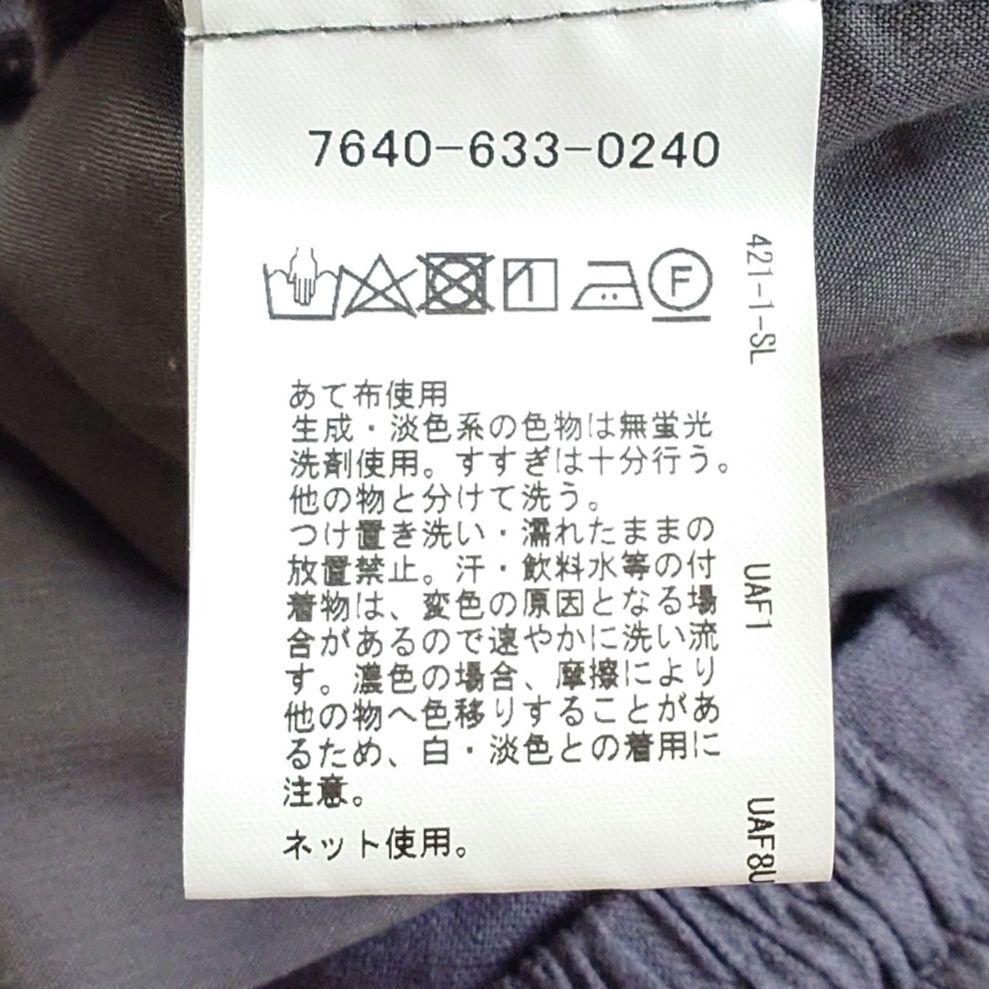 7640-633-0240
F
あて布使用
生成・淡色系の色物は無蛍光
洗剤使用。すすぎは十分行う。
他の物と分けて洗う。
つけ置き洗い・濡れたままの
放置禁止。汗・飲料水等の付
着物は、変色の原因となる場
合があるので速やかに洗い流
す。濃色の場合、摩擦により
他の物へ色移りすることがあ
るため、白・淡色との着用に
注意。
ネット使用。
421-1-SL
UAF1
UAF8U